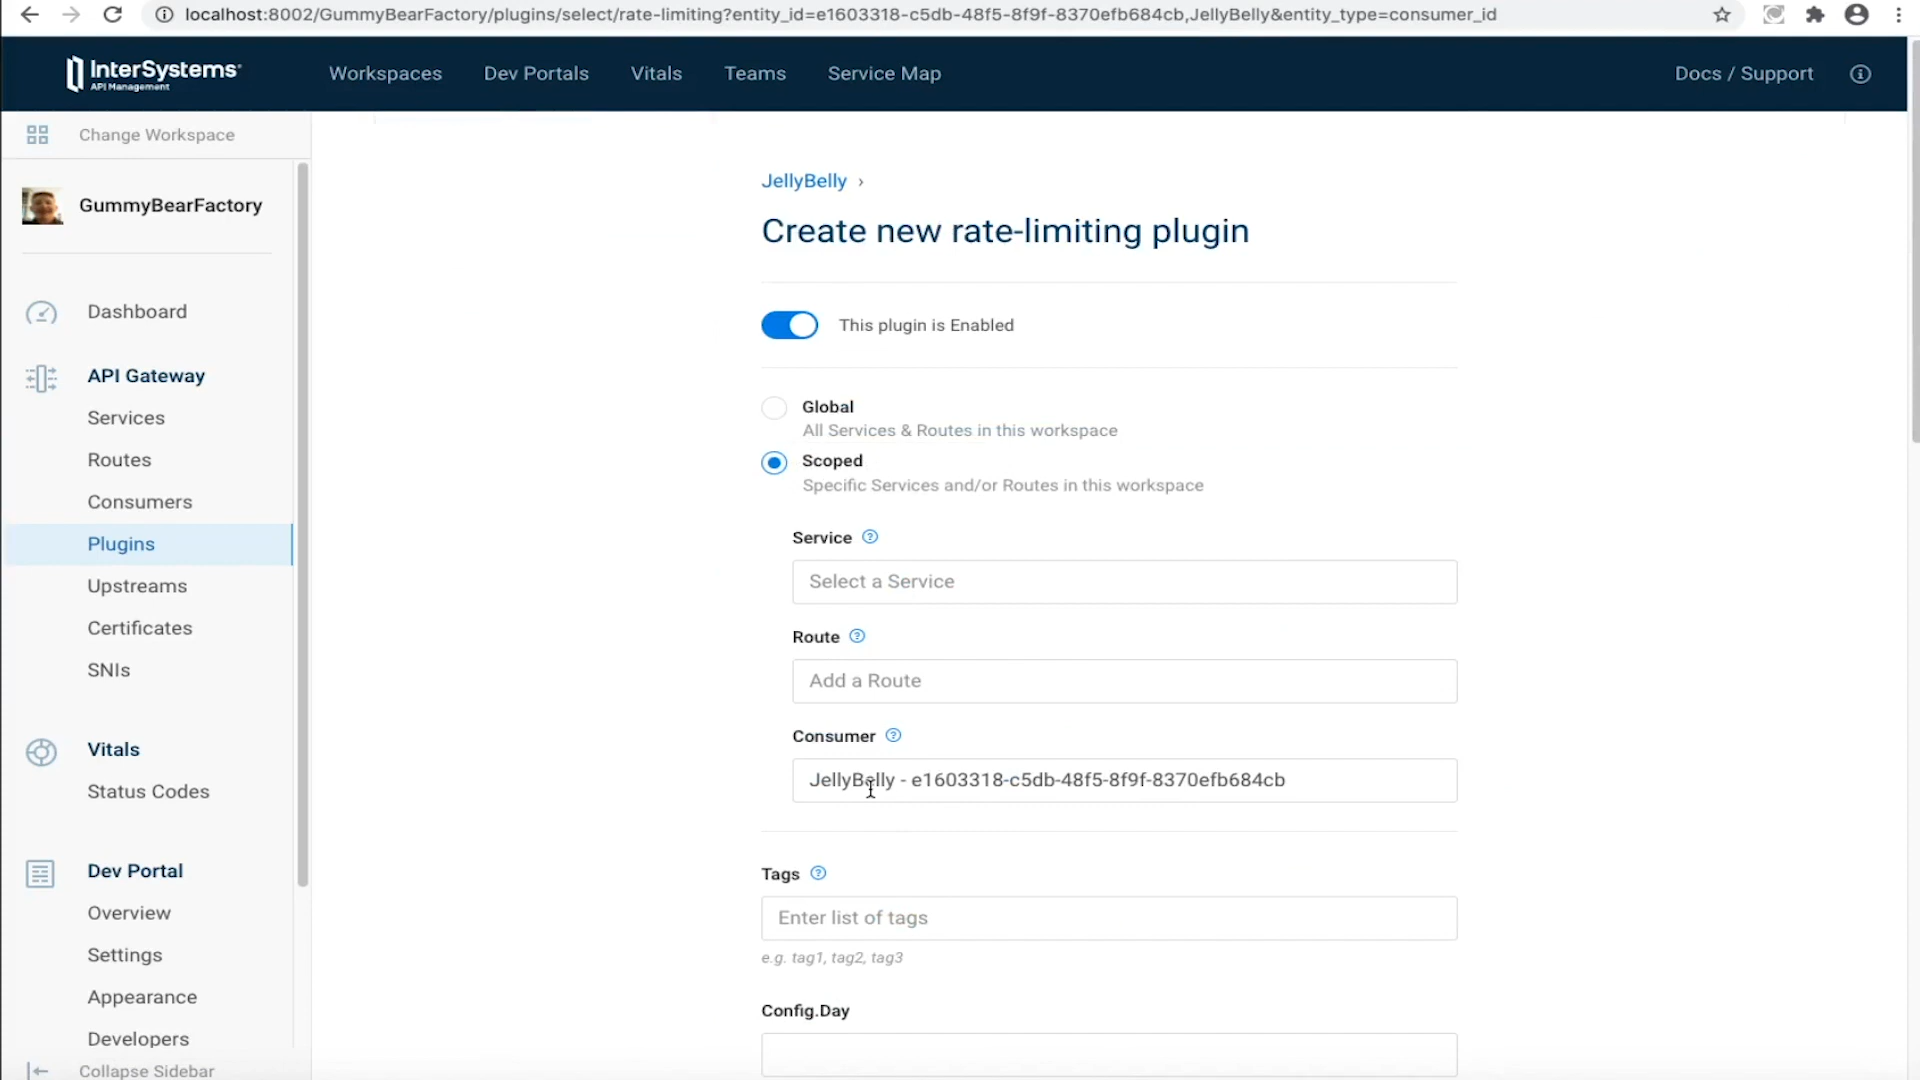 localhost:8002/GummyBearFactory/plugins/select/rate-limiting?entity_id=e1603318-c5db-48f5-8f9f-8370efb684cb,JellyBelly&entity_type=consumer_id
InterSystems
API Management
Workspaces
Dev Portals
Vitals
Teams
Service Map
Docs / Support
Change Workspace
GummyBearFactory
Dashboard
API Gateway
Services
Routes
Consumers
Plugins
Upstreams
Certificates
SNIs
Vitals
Status Codes
Dev Portal
Overview
Settings
Appearance
Developers
Collapse Sidebar
JellyBelly ›
Create new rate-limiting plugin
This plugin is Enabled
Global
All Services & Routes in this workspace
Scoped
Specific Services and/or Routes in this workspace
Service ?
Select a Service
Route ?
Add a Route
Consumer ?
JellyBelly - e1603318-c5db-48f5-8f9f-8370efb684cb
Tags ?
Enter list of tags
e.g. tag1, tag2, tag3
Config.Day